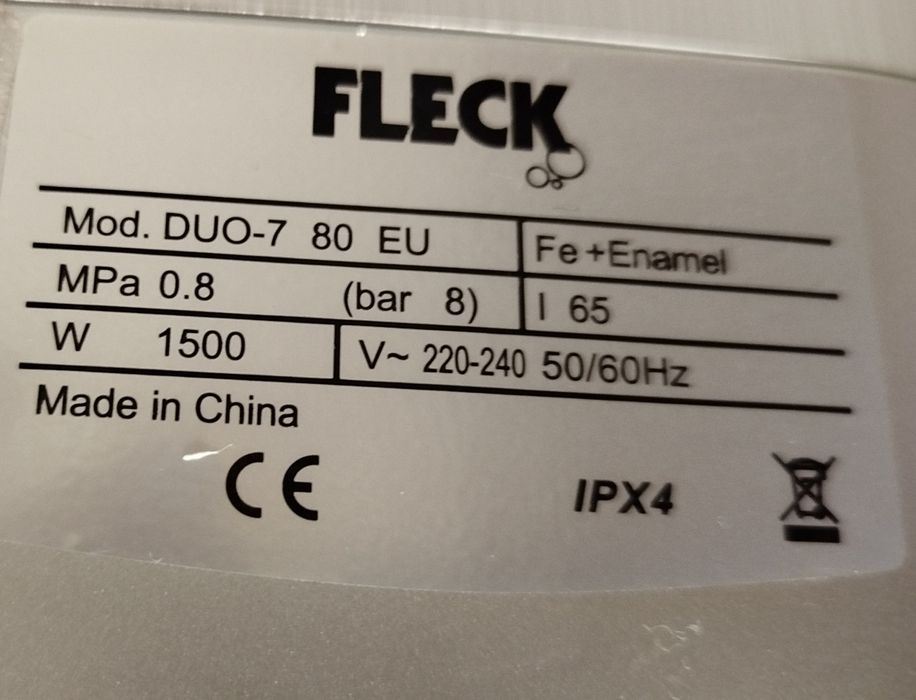 FLECK
Mod. DUO-7 80 EU
Fe+Enamel
MPa 0.8 (bar 8)
l 65
W 1500
V~ 220-240 50/60Hz
Made in China
CE
IPX4